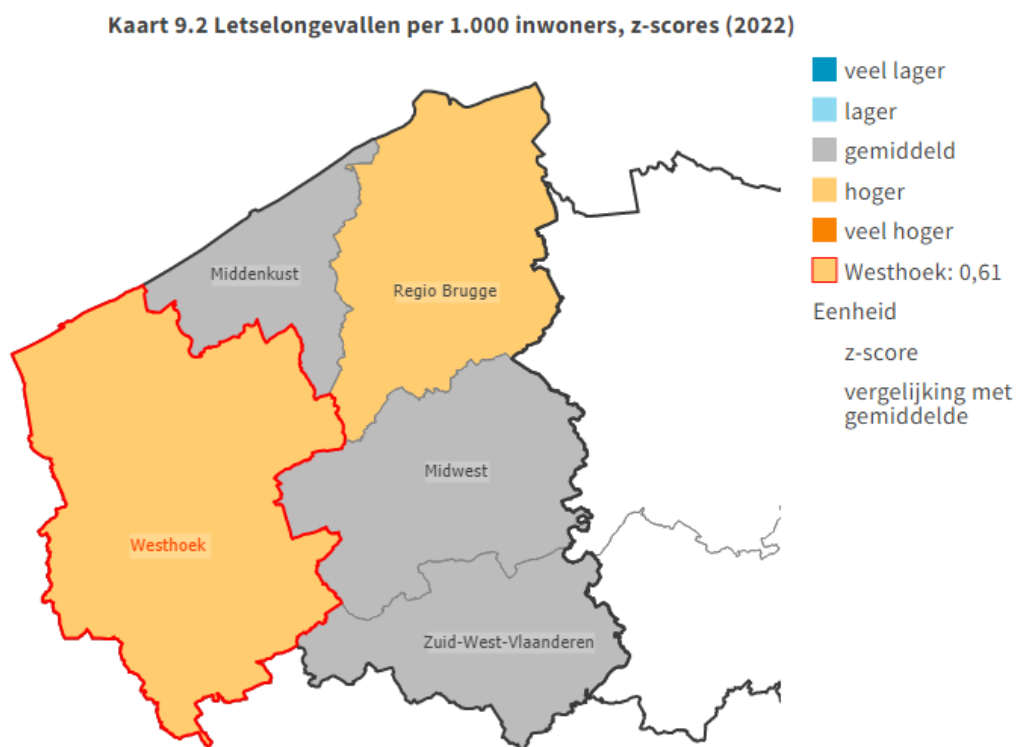 Kaart 9.2 Letselongevallen per 1.000 inwoners, z-scores (2022)
veel lager
lager
gemiddeld
hoger
veel hoger
Westhoek: 0,61
Eenheid
z-score
vergelijking met
gemiddelde
Middenkust
Regio Brugge
Midwest
Westhoek
Zuid-West-Vlaanderen